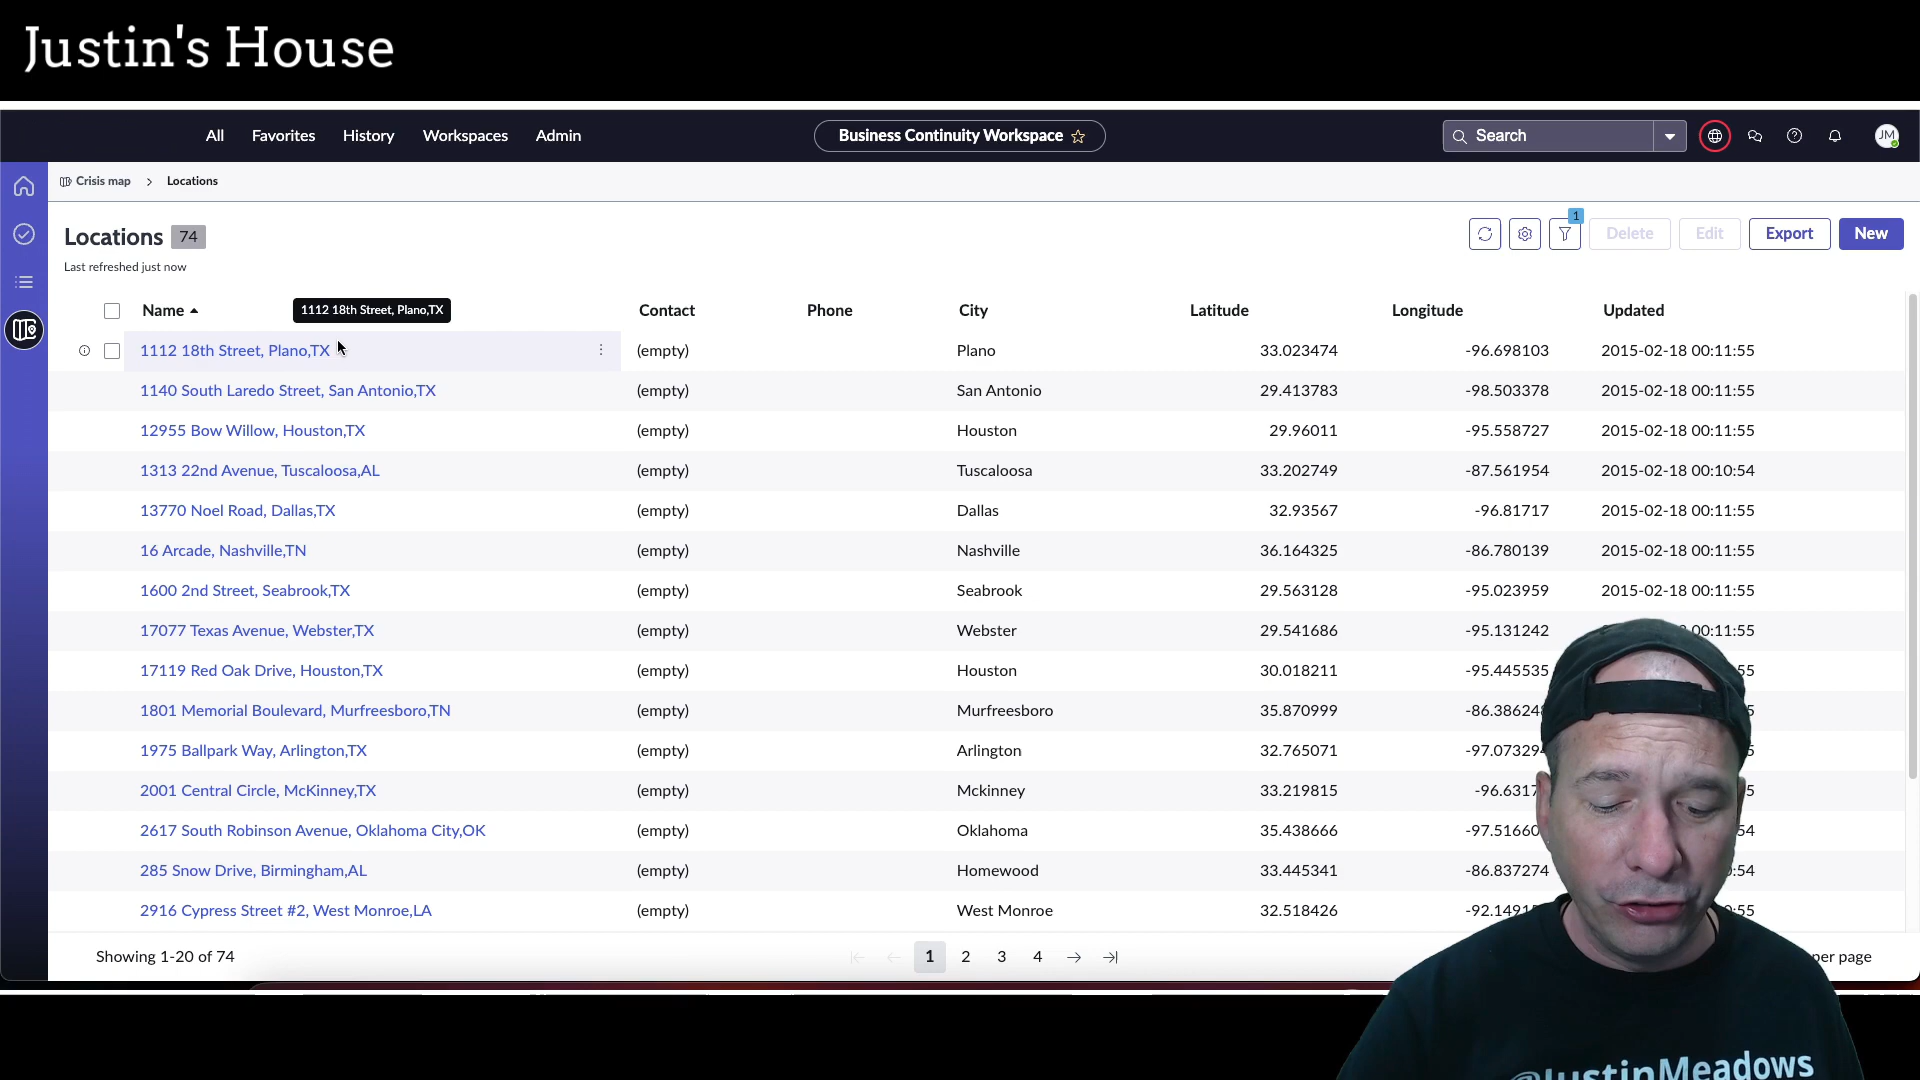 Justin's House
All Favorites History Workspaces Admin Business Continuity Workspace Search JM
Crisis map Locations
Locations 74 1 Delete Edit Export New
Last refreshed just now
Name Contact Phone City Latitude Longitude Updated
1112 18th Street, Plano,TX
1112 18th Street, Plano,TX (empty) Plano 33.023474 -96.698103 2015-02-18 00:11:55
1140 South Laredo Street, San Antonio,TX (empty) San Antonio 29.413783 -98.503378 2015-02-18 00:11:55
12955 Bow Willow, Houston,TX (empty) Houston 29.96011 -95.558727 2015-02-18 00:11:55
1313 22nd Avenue, Tuscaloosa,AL (empty) Tuscaloosa 33.202749 -87.561954 2015-02-18 00:10:54
13770 Noel Road, Dallas,TX (empty) Dallas 32.93567 -96.81717 2015-02-18 00:11:55
16 Arcade, Nashville,TN (empty) Nashville 36.164325 -86.780139 2015-02-18 00:11:55
1600 2nd Street, Seabrook,TX (empty) Seabrook 29.563128 -95.023959 2015-02-18 00:11:55
17077 Texas Avenue, Webster,TX (empty) Webster 29.541686 -95.131242 00:11:55
17119 Red Oak Drive, Houston,TX (empty) Houston 30.018211 -95.445535
1801 Memorial Boulevard, Murfreesboro,TN (empty) Murfreesboro 35.870999
1975 Ballpark Way, Arlington,TX (empty) Arlington 32.765071
2001 Central Circle, McKinney,TX (empty) Mckinney 33.219815
2617 South Robinson Avenue, Oklahoma City,OK (empty) Oklahoma 35.438666
285 Snow Drive, Birmingham,AL (empty) Homewood 33.445341 -86.837274
2916 Cypress Street #2, West Monroe,LA (empty) West Monroe 32.518426
Showing 1-20 of 74 1 2 3 4 per page
@JustinMeadows